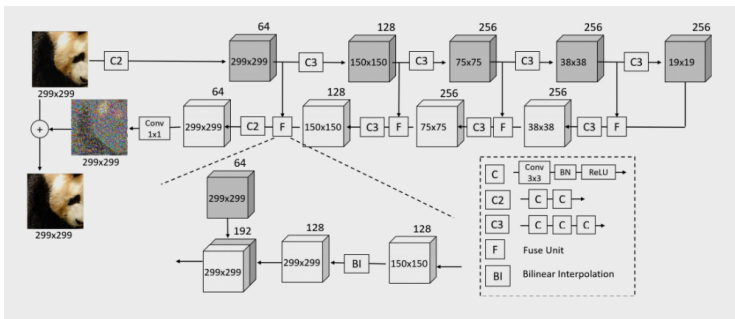 64
128
256
256
256
C2
299x299
C3
150x150
C3
75x75
C3
38x38
C3
19x19
299x299
64
128
256
256
+
299x299
Conv
1x1
299x299
C2
F
150x150
C3
F
75x75
C3
F
38x38
C3
F
299x299
64
299x299
192
299x299
128
299x299
BI
128
150x150
C
Conv
3x3
BN
ReLU
C2
C
C
C3
C
C
C
F
Fuse Unit
BI
Bilinear Interpolation